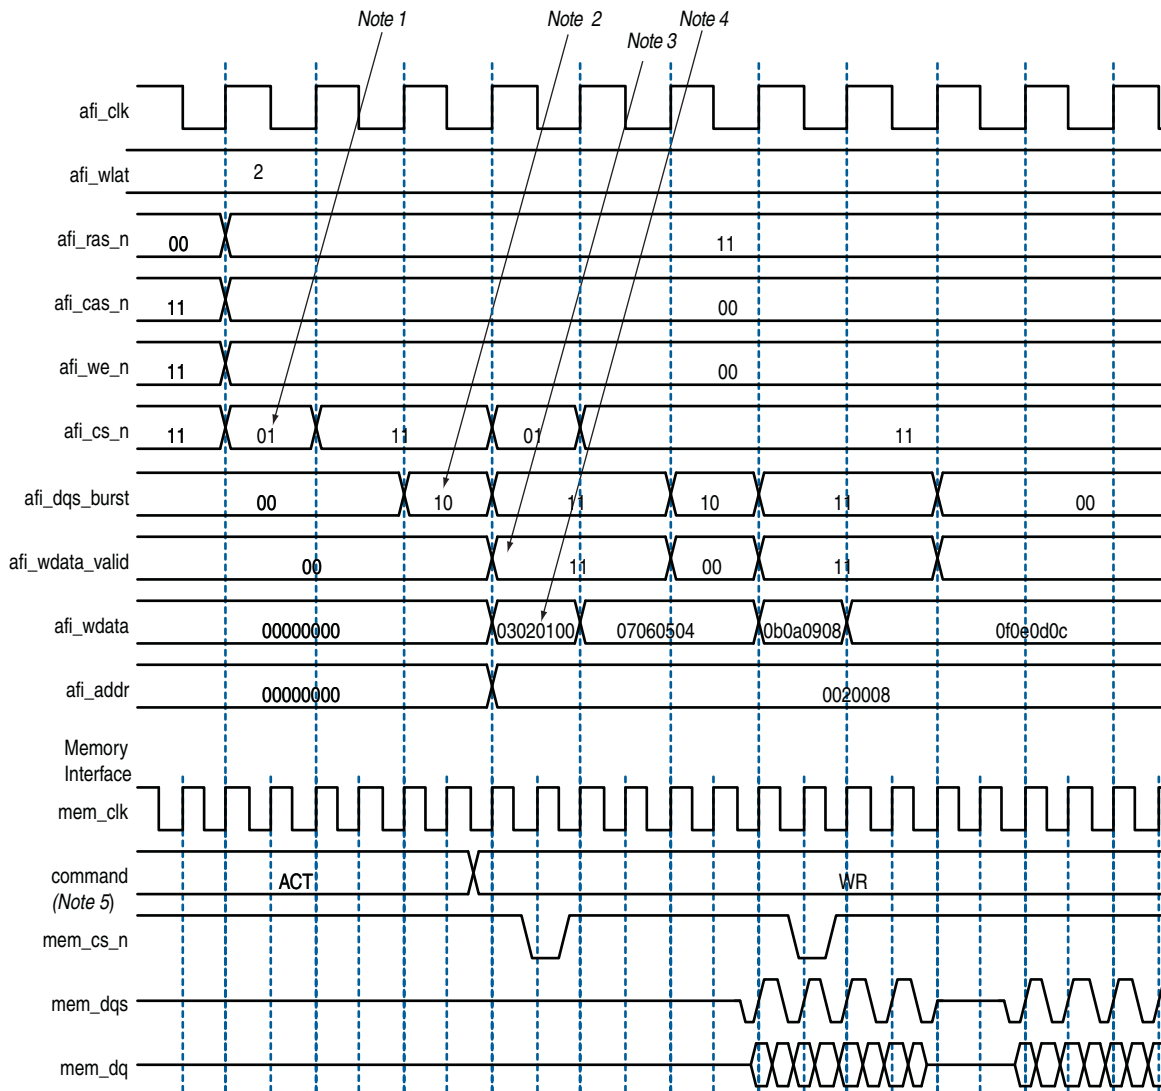 Note 1 Note 2 Note 3 Note 4
afi_clk
afi_wlat 2
afi_ras_n 00 11
afi_cas_n 11 00
afi_we_n 11 00
afi_cs_n 11 01 11 01 11
afi_dqs_burst 00 10 11 10 11 00
afi_wdata_valid 00 11 00 11
afi_wdata 00000000 03020100 07060504 0b0a0908 0f0e0d0c
afi_addr 00000000 0020008
Memory
Interface
mem_clk
command ACT WR
(Note 5)
mem_cs_n
mem_dqs
mem_dq